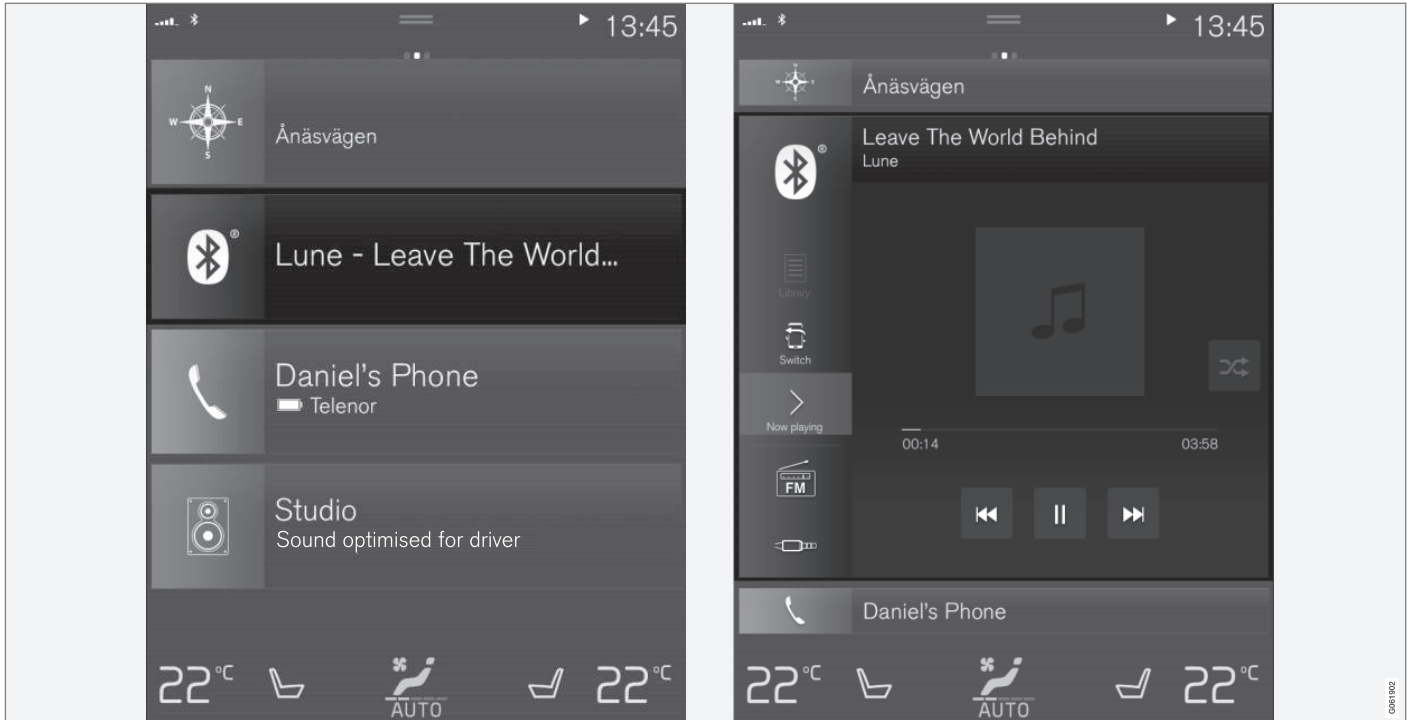 13:45
N
W E
S
Ånäsvägen
®
Lune - Leave The World...
Daniel's Phone
Telenor
Studio
Sound optimised for driver
22°C
AUTO
22°C
13:45
N
W E
S
Ånäsvägen
®
Leave The World Behind
Lune
Library
Switch
Now playing
00:14
03:58
FM
Daniel's Phone
22°C
AUTO
22°C
G061902